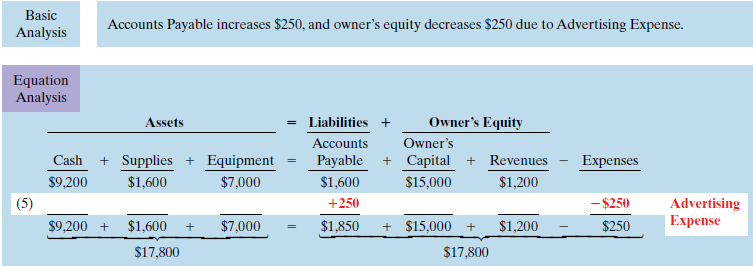 Basic
Analysis
Accounts Payable increases $250, and owner's equity decreases $250 due to Advertising Expense.
Equation
Analysis
Assets = Liabilities + Owner's Equity
Accounts Owner's
Cash + Supplies + Equipment = Payable + Capital + Revenues − Expenses
$9,200 $1,600 $7,000 $1,600 $15,000 $1,200
(5) +250 −$250 Advertising
Expense
$9,200 + $1,600 + $7,000 = $1,850 + $15,000 + $1,200 − $250
$17,800 $17,800